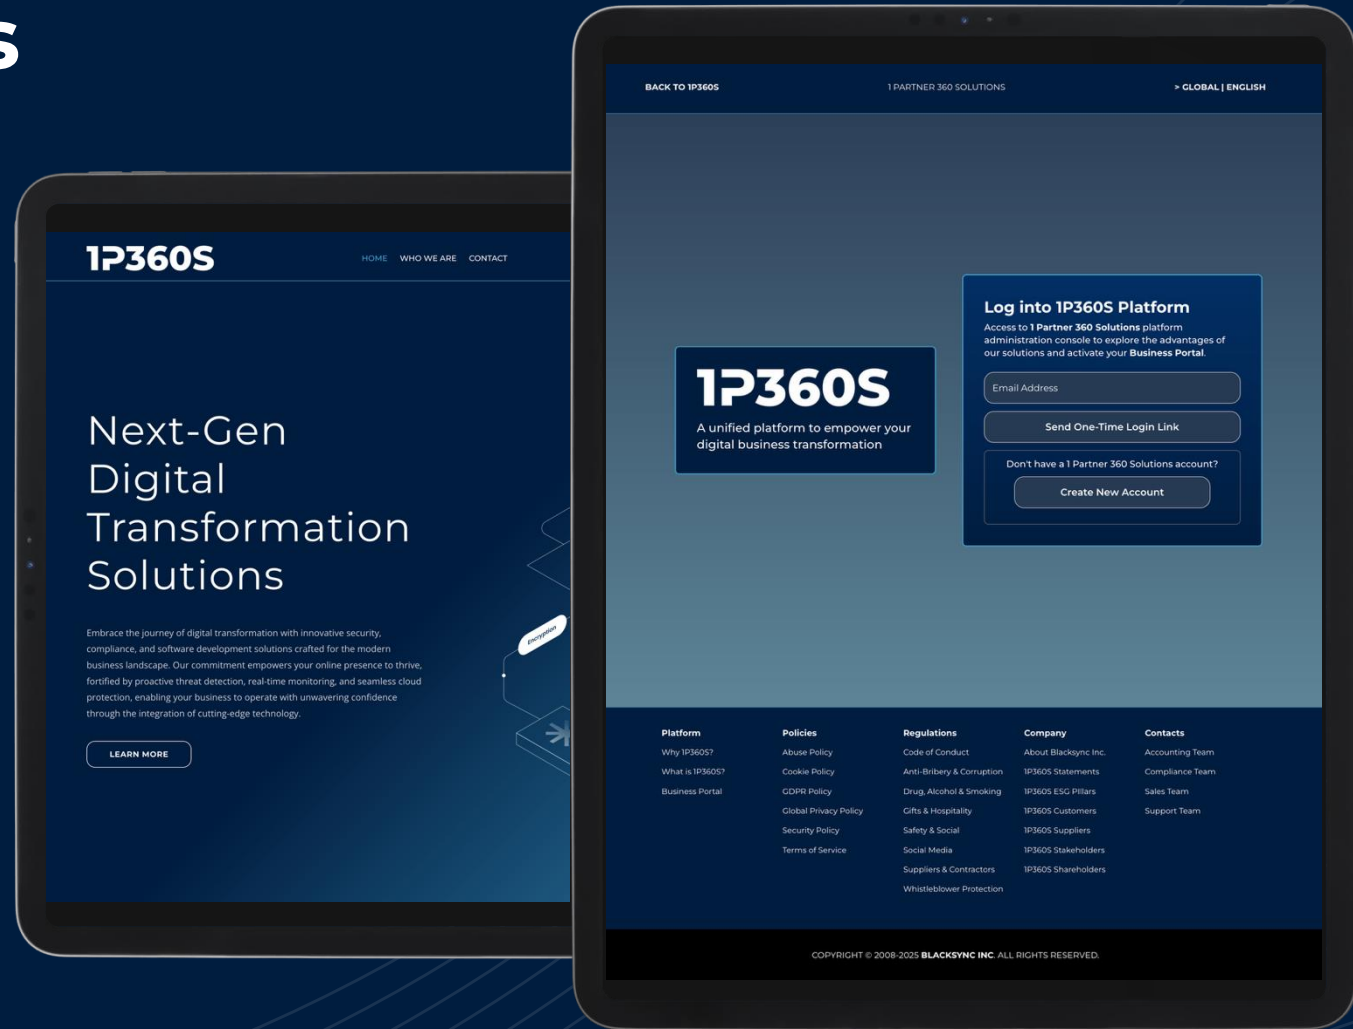 s
1P360S
HOME WHO WE ARE CONTACT
Next-Gen
Digital
Transformation
Solutions
Embrace the journey of digital transformation with innovative security,
compliance, and software development solutions crafted for the modern
business landscape. Our commitment empowers your online presence to thrive,
fortified by proactive threat detection, real-time monitoring, and seamless cloud
protection, enabling your business to operate with unwavering confidence
through the integration of cutting-edge technology.
LEARN MORE
Encryption
BACK TO 1P360S
1 PARTNER 360 SOLUTIONS
> GLOBAL | ENGLISH
1P360S
A unified platform to empower your
digital business transformation
Log into 1P360S Platform
Access to 1 Partner 360 Solutions platform
administration console to explore the advantages of
our solutions and activate your Business Portal.
Email Address
Send One-Time Login Link
Don't have a 1 Partner 360 Solutions account?
Create New Account
Platform
Why 1P360S?
What is 1P360S?
Business Portal
Policies
Abuse Policy
Cookie Policy
GDPR Policy
Global Privacy Policy
Security Policy
Terms of Service
Regulations
Code of Conduct
Anti-Bribery & Corruption
Drug, Alcohol & Smoking
Gifts & Hospitality
Safety & Social
Social Media
Suppliers & Contractors
Whistleblower Protection
Company
About Blacksync Inc.
1P360S Statements
1P360S ESG PIllars
1P360S Customers
1P360S Suppliers
1P360S Stakeholders
1P360S Shareholders
Contacts
Accounting Team
Compliance Team
Sales Team
Support Team
COPYRIGHT © 2008-2025 BLACKSYNC INC. ALL RIGHTS RESERVED.